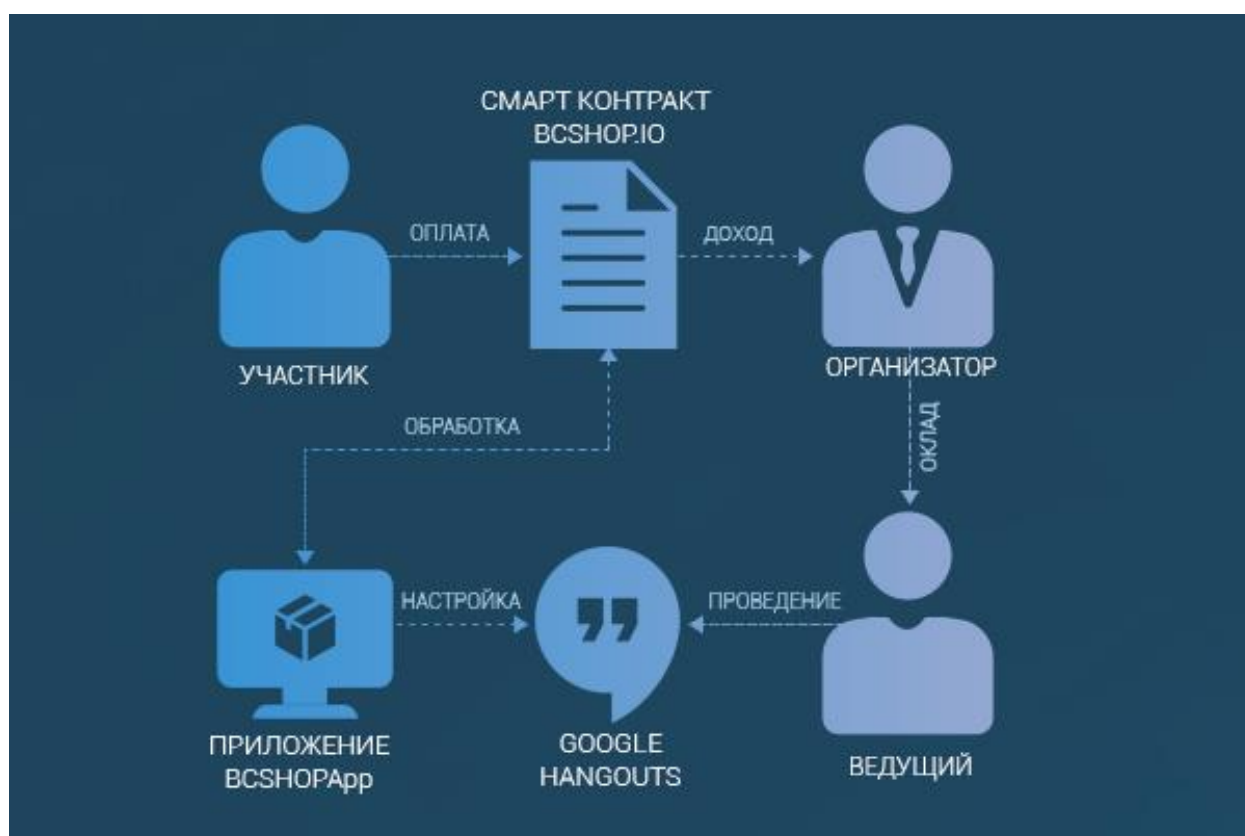 СМАРТ КОНТРАКТ
BCSHOP.IO
ОПЛАТА
ДОХОД
УЧАСТНИК
ОРГАНИЗАТОР
ОБРАБОТКА
ОКЛАД
НАСТРОЙКА
ПРОВЕДЕНИЕ
ПРИЛОЖЕНИЕ
BCSHOPApp
GOOGLE
HANGOUTS
ВЕДУЩИЙ